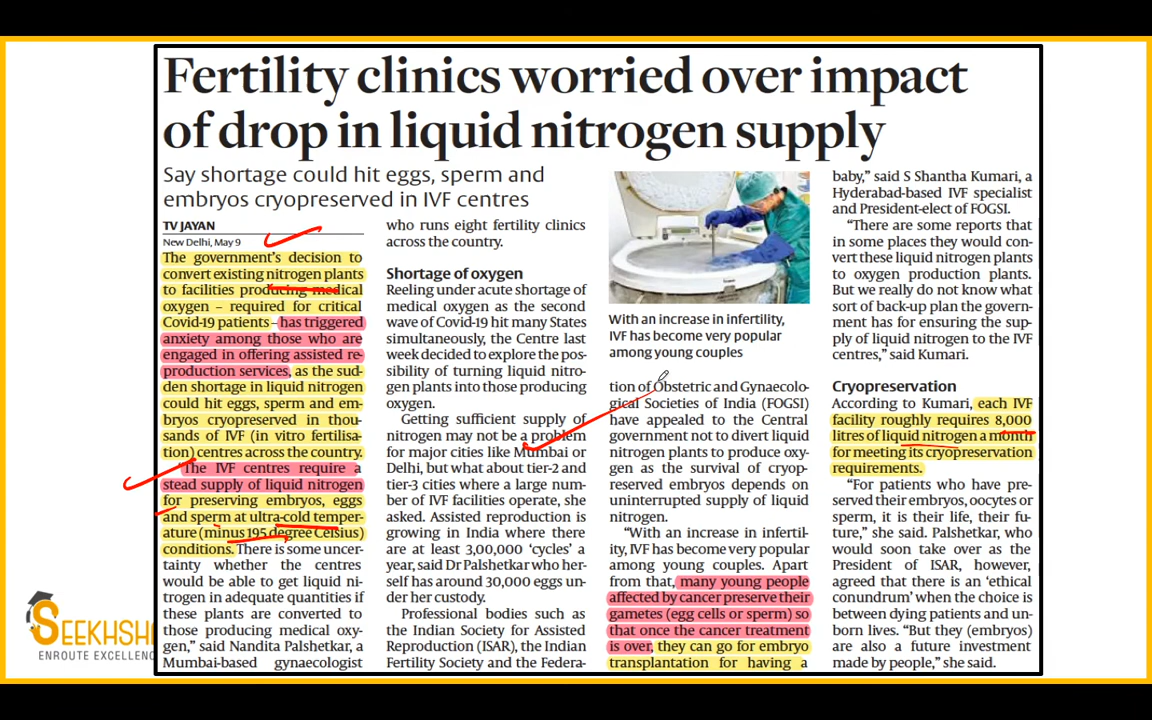 Fertility clinics worried over impact
of drop in liquid nitrogen supply
Say shortage could hit eggs, sperm and
embryos cryopreserved in IVF centres
TV JAYAN
New Delhi, May 9
The government's decision to
convert existing nitrogen plants
to facilities producing medical
oxygen – required for critical
Covid-19 patients – has triggered
anxiety among those who are
engaged in offering assisted re-
production services, as the sud-
den shortage in liquid nitrogen
could hit eggs, sperm and em-
bryos cryopreserved in thou-
sands of IVF (in vitro fertilisa-
tion) centres across the country.
"The IVF centres require a
stead supply of liquid nitrogen
for preserving embryos, eggs
and sperm at ultra-cold temper-
ature (minus 195 degree Celsius)
conditions. There is some uncer-
tainty whether the centres
would be able to get liquid ni-
trogen in adequate quantities if
these plants are converted to
those producing medical oxy-
gen," said Nandita Palshetkar, a
Mumbai-based gynaecologist
who runs eight fertility clinics
across the country.
Shortage of oxygen
Reeling under acute shortage of
medical oxygen as the second
wave of Covid-19 hit many States
simultaneously, the Centre last
week decided to explore the pos-
sibility of turning liquid nitro-
gen plants into those producing
oxygen.
Getting sufficient supply of
nitrogen may not be a problem
for major cities like Mumbai or
Delhi, but what about tier-2 and
tier-3 cities where a large num-
ber of IVF facilities operate, she
asked. Assisted reproduction is
growing in India where there
are at least 3,00,000 'cycles' a
year, said Dr Palshetkar who her-
self has around 30,000 eggs un-
der her custody.
Professional bodies such as
the Indian Society for Assisted
Reproduction (ISAR), the Indian
Fertility Society and the Federa-
With an increase in infertility,
IVF has become very popular
among young couples
tion of Obstetric and Gynaecolo-
gical Societies of India (FOGSI)
have appealed to the Central
government not to divert liquid
nitrogen plants to produce oxy-
gen as the survival of cryop-
reserved embryos depends on
uninterrupted supply of liquid
nitrogen.
"With an increase in infertil-
ity, IVF has become very popular
among young couples. Apart
from that, many young people
affected by cancer preserve their
gametes (egg cells or sperm) so
that once the cancer treatment
is over, they can go for embryo
transplantation for having a
baby," said S Shantha Kumari, a
Hyderabad-based IVF specialist
and President-elect of FOGSI.
"There are some reports that
in some places they would con-
vert these liquid nitrogen plants
to oxygen production plants.
But we really do not know what
sort of back-up plan the govern-
ment has for ensuring the sup-
ply of liquid nitrogen to the IVF
centres," said Kumari.
Cryopreservation
According to Kumari, each IVF
facility roughly requires 8,000
litres of liquid nitrogen a month
for meeting its cryopreservation
requirements.
"For patients who have pre-
served their embryos, oocytes or
sperm, it is their life, their fu-
ture," she said. Palshetkar, who
would soon take over as the
President of ISAR, however,
agreed that there is an 'ethical
conundrum' when the choice is
between dying patients and un-
born lives. "But they (embryos)
are also a future investment
made by people," she said.
SEEKHSH
ENROUTE EXCELLENC